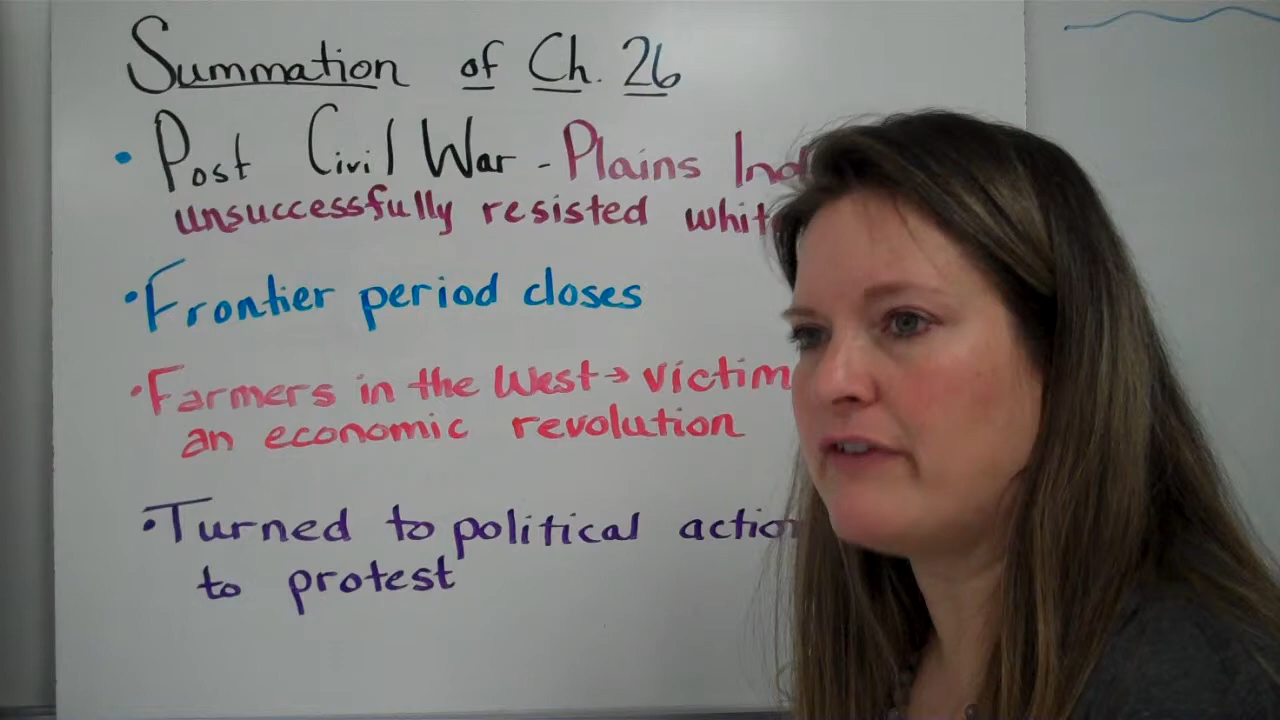 Summation of Ch. 26
• Post Civil War - Plains Ind
unsuccessfully resisted whit
• Frontier period closes
• Farmers in the West → victim
an economic revolution
• Turned to political actio
to protest